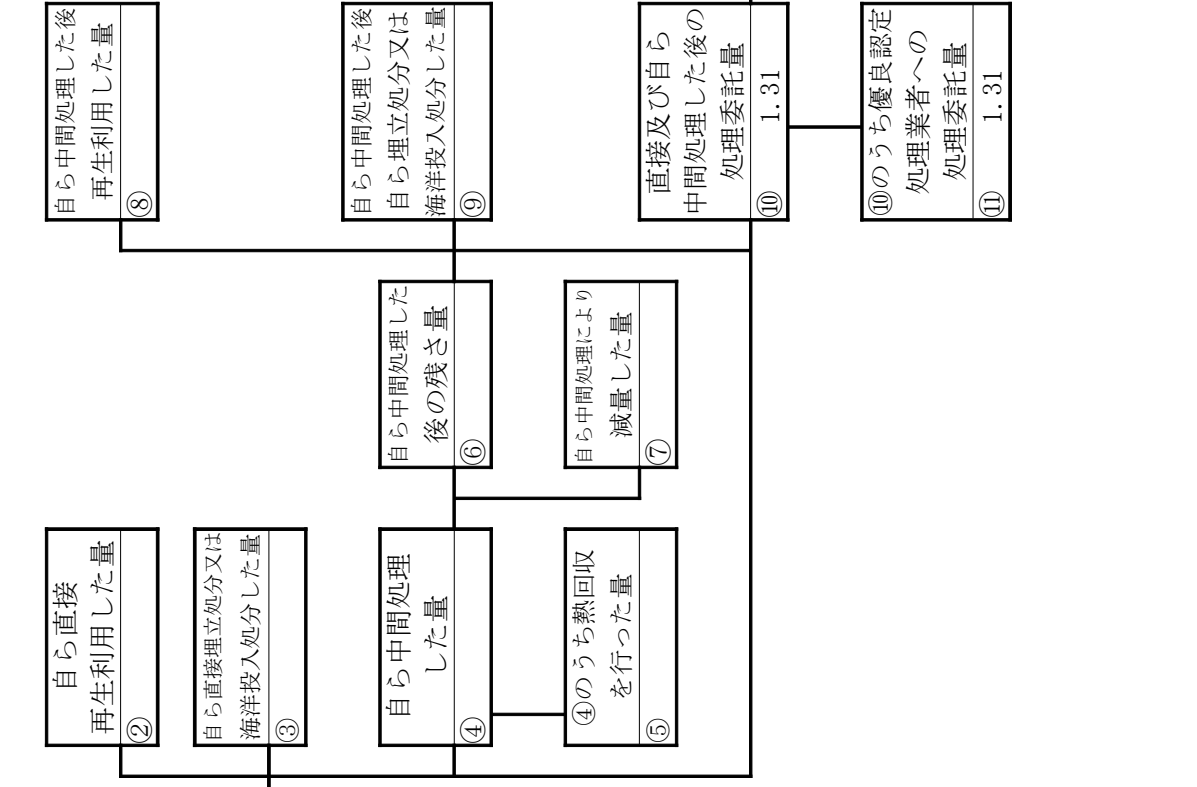 自ら直接
再生利用した量
②
自ら直接埋立処分又は
海洋投入処分した量
③
自ら中間処理
した量
④
④のうち熱回収
を行った量
⑤
自ら中間処理した
後の残さ量
⑥
自ら中間処理により
減量した量
⑦
自ら中間処理した後
再生利用した量
⑧
自ら中間処理した後
自ら埋立処分又は
海洋投入処分した量
⑨
直接及び自ら
中間処理した後の
処理委託量
⑩ 1.31
⑩のうち優良認定
処理業者への
処理委託量
⑪ 1.31